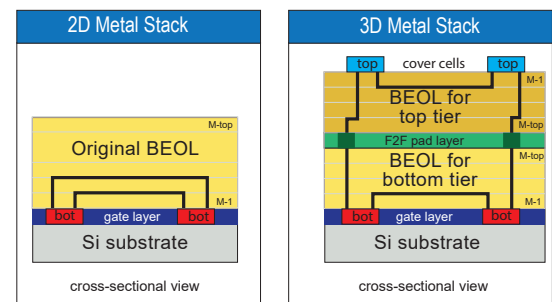 2D Metal Stack
M-top
Original BEOL
M-1
bot gate layer bot
Si substrate
cross-sectional view
3D Metal Stack
top cover cells top
M-1
BEOL for
top tier
M-top
F2F pad layer
M-top
BEOL for
bottom tier
M-1
bot gate layer bot
Si substrate
cross-sectional view